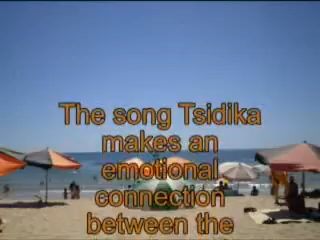 The song Tsidika
makes an
emotional
connection
between the